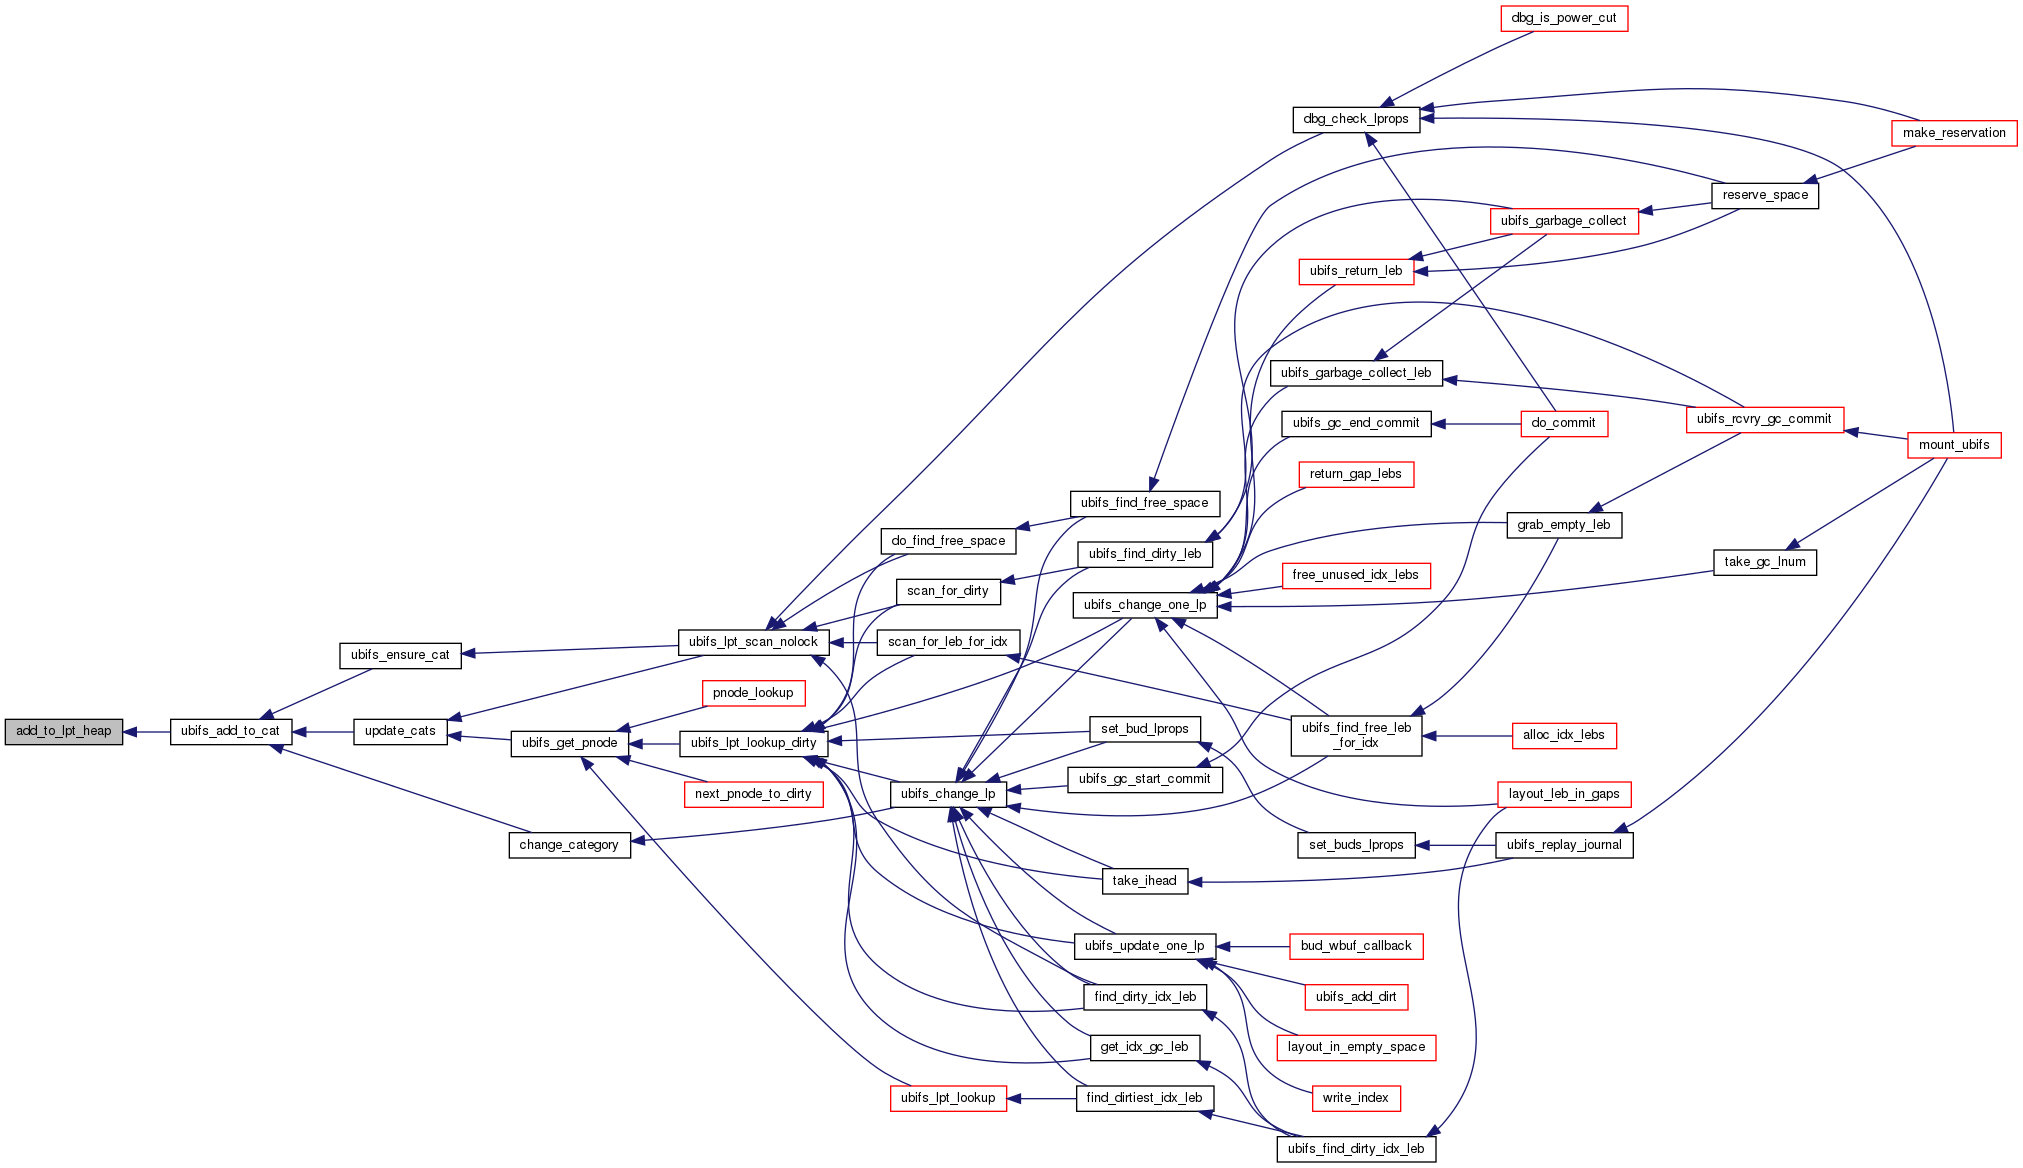 dbg_is_power_cut
dbg_check_lprops
make_reservation
reserve_space
ubifs_garbage_collect
ubifs_return_leb
ubifs_garbage_collect_leb
ubifs_gc_end_commit
do_commit
ubifs_rcvry_gc_commit
mount_ubifs
return_gap_lebs
ubifs_find_free_space
grab_empty_leb
do_find_free_space
ubifs_find_dirty_leb
take_gc_lnum
free_unused_idx_lebs
scan_for_dirty
ubifs_change_one_lp
ubifs_lpt_scan_nolock
scan_for_leb_for_idx
ubifs_ensure_cat
pnode_lookup
add_to_lpt_heap
ubifs_add_to_cat
update_cats
ubifs_get_pnode
ubifs_lpt_lookup_dirty
set_bud_lprops
ubifs_find_free_leb
_for_idx
alloc_idx_lebs
ubifs_gc_start_commit
next_pnode_to_dirty
ubifs_change_lp
layout_leb_in_gaps
change_category
set_buds_lprops
ubifs_replay_journal
take_ihead
ubifs_update_one_lp
bud_wbuf_callback
find_dirty_idx_leb
ubifs_add_dirt
get_idx_gc_leb
layout_in_empty_space
ubifs_lpt_lookup
find_dirtiest_idx_leb
write_index
ubifs_find_dirty_idx_leb